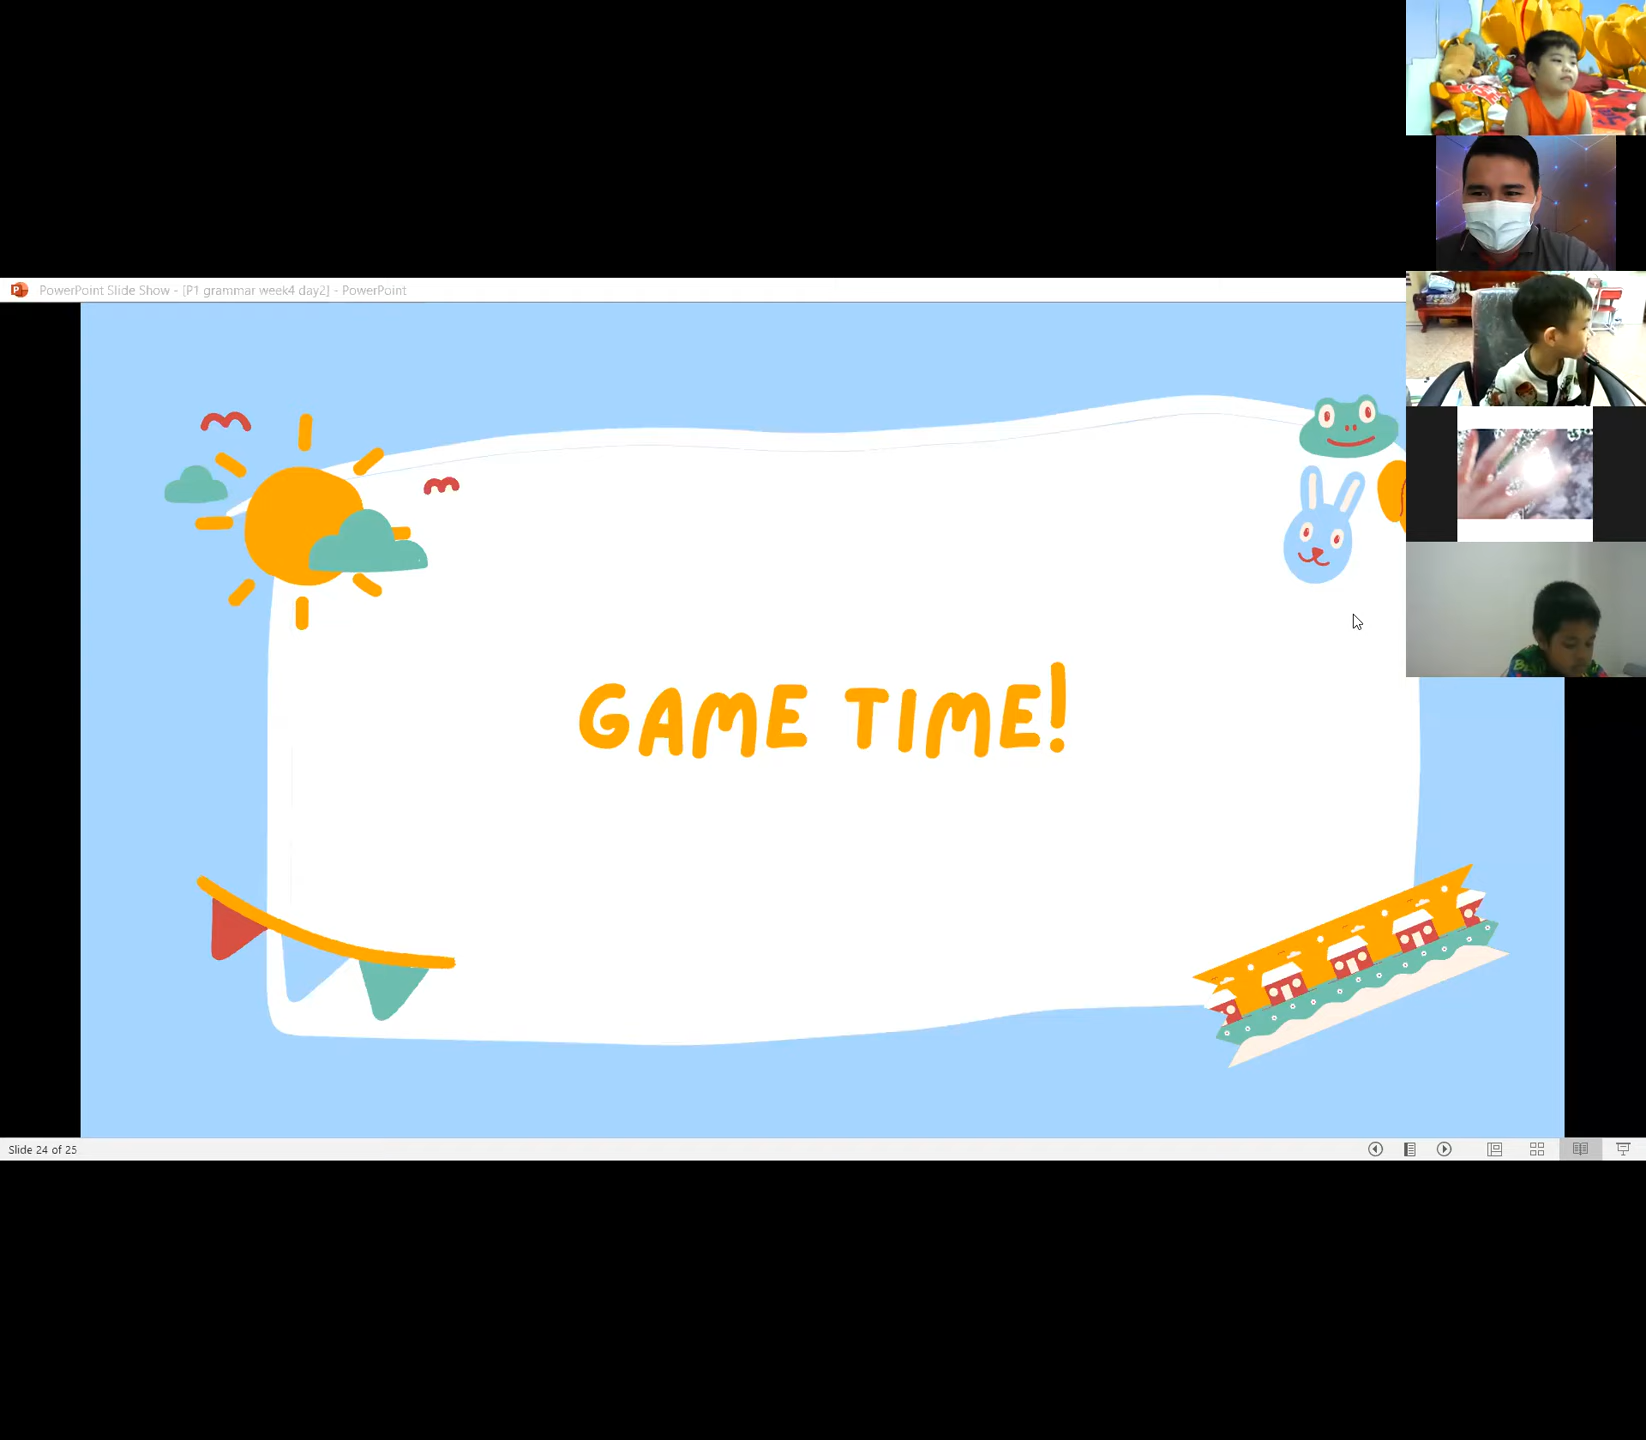 P PowerPoint Slide Show - [P1 grammar week4 day2] - PowerPoint
GAME TIME!
Slide 24 of 25